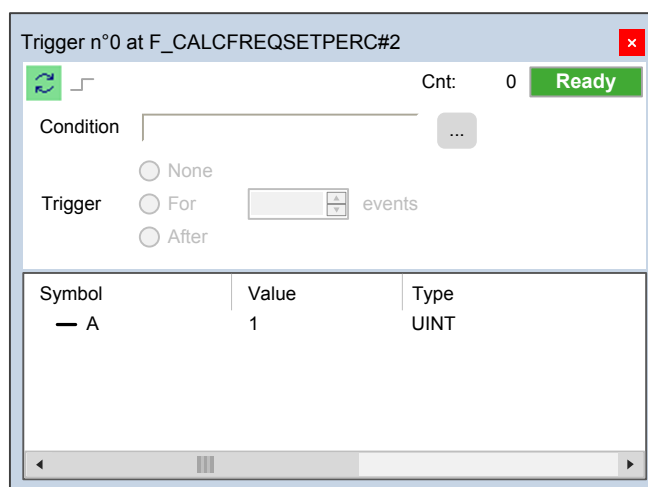 Trigger n°0 at F_CALCFREQSETPERC#2
Cnt: 0 Ready
Condition ...
None
Trigger For events
After
Symbol Value Type
A 1 UINT